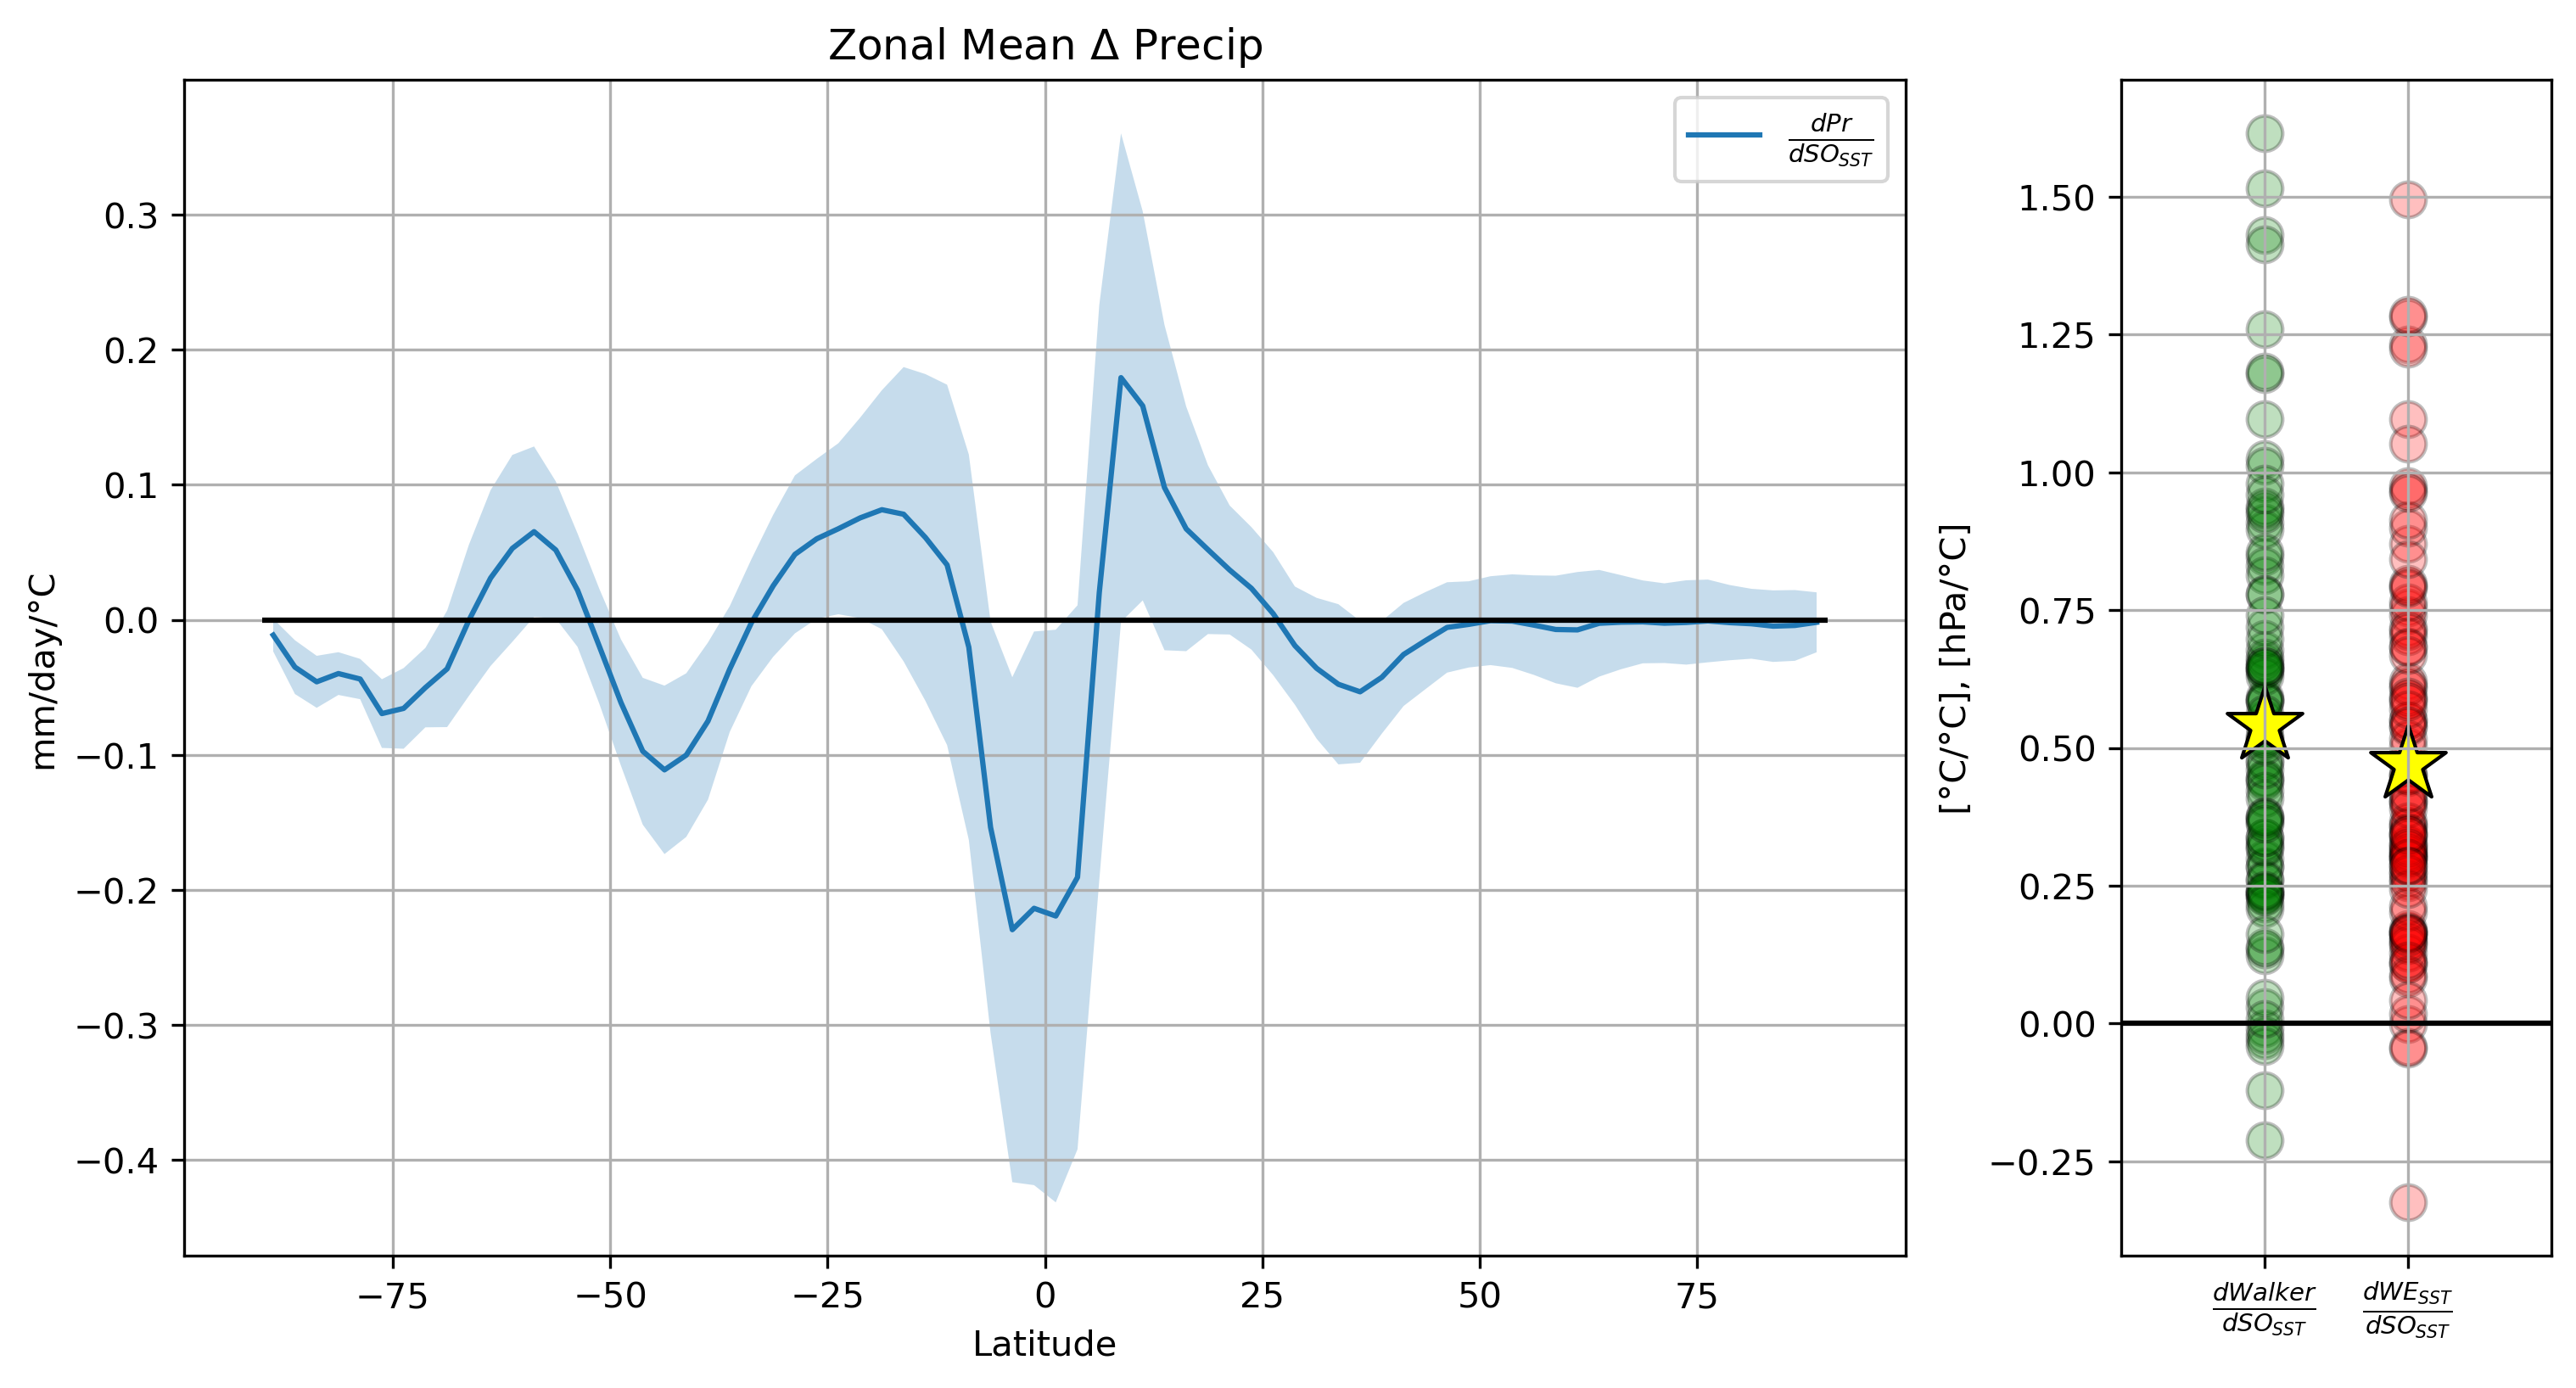 Zonal Mean Δ Precip
dPr
dSO_SST
mm/day/°C
0.3
0.2
0.1
0.0
−0.1
−0.2
−0.3
−0.4
−75 −50 −25 0 25 50 75
Latitude
[°C/°C], [hPa/°C]
1.50
1.25
1.00
0.75
0.50
0.25
0.00
−0.25
dWalker
dSO_SST
dWE_SST
dSO_SST